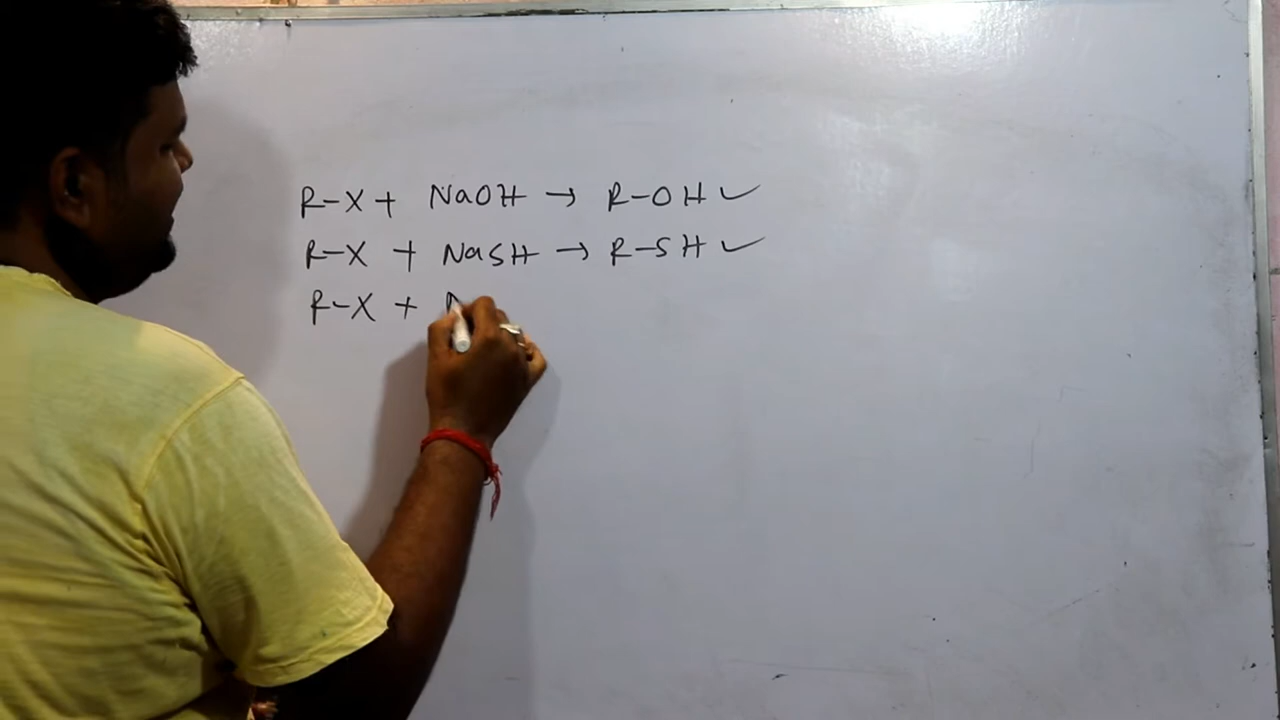 R-X + NaOH → R-OH ✓
R-X + NaSH → R-SH ✓
R-X +